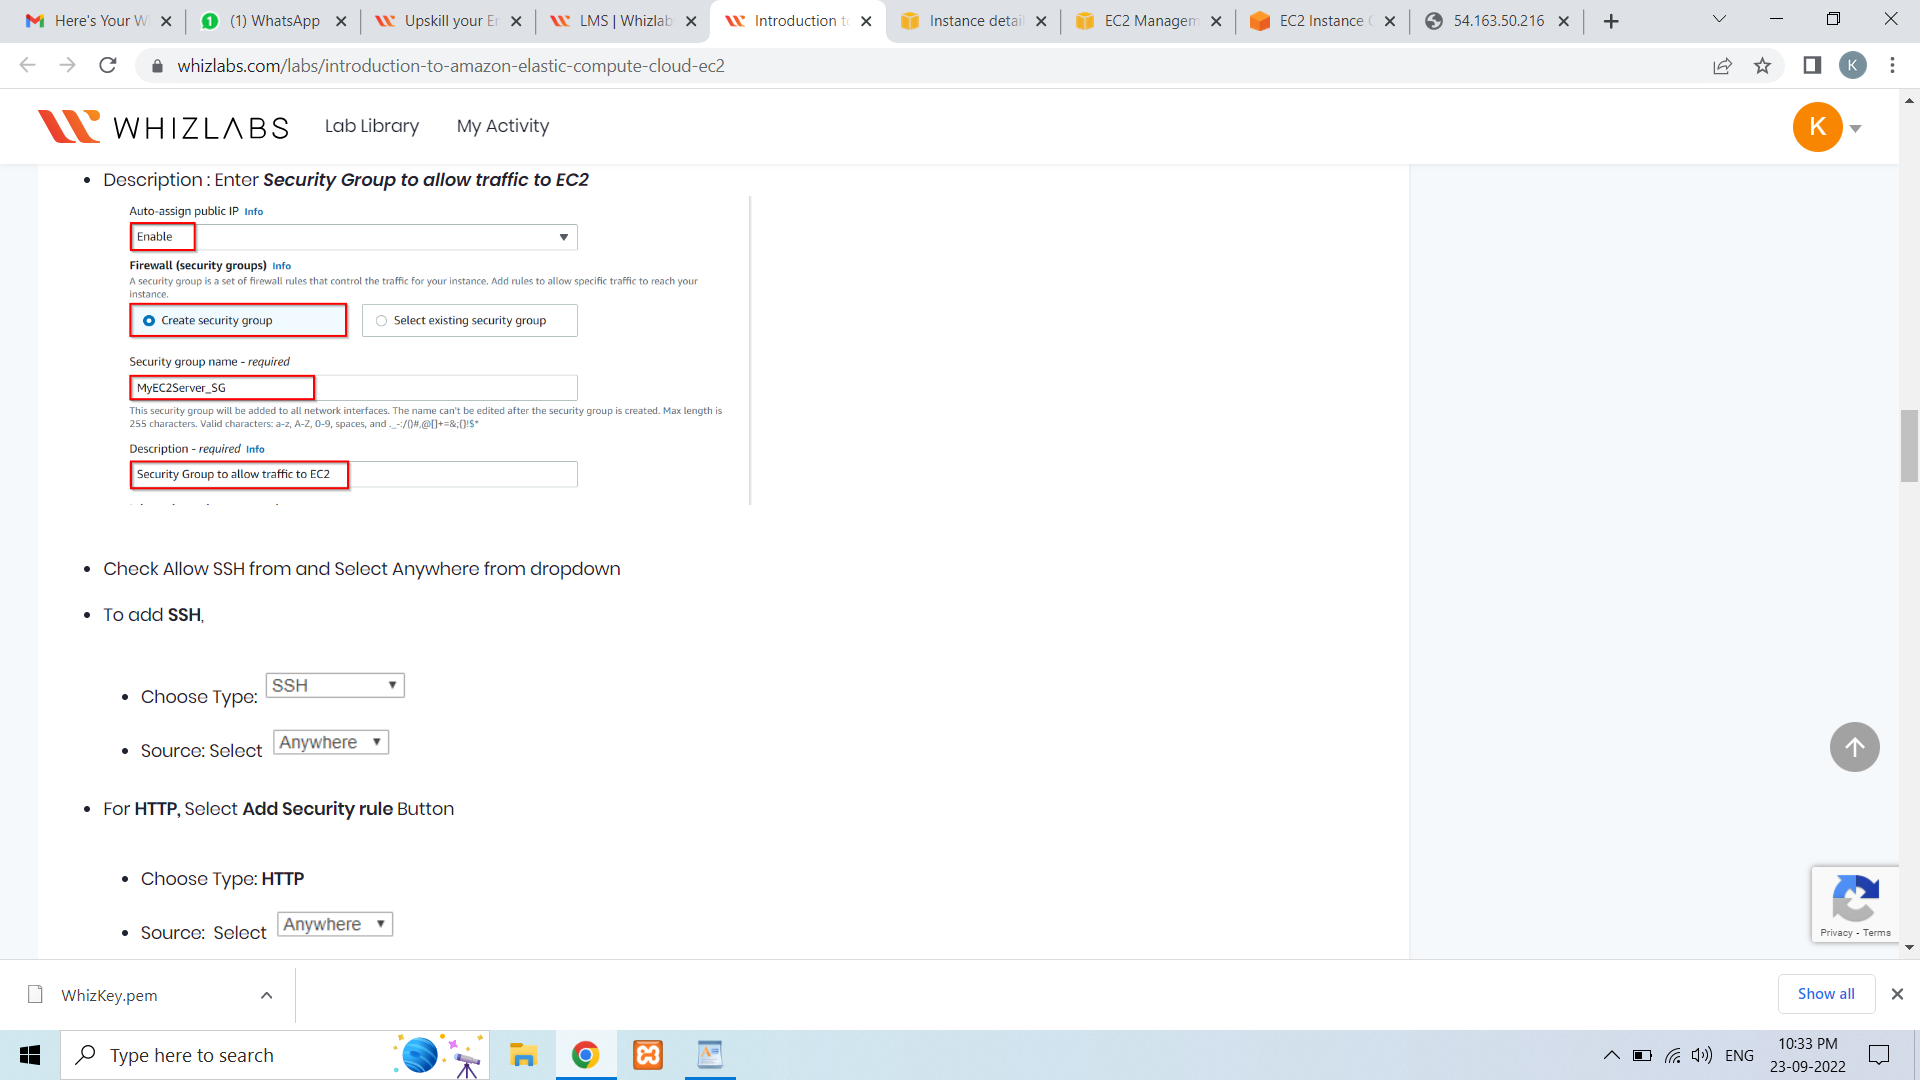 Here's Your W
(1) WhatsApp
Upskill your En
LMS | Whizlab
Introduction to
Instance detail
EC2 Managem
EC2 Instance C
54.163.50.216
whizlabs.com/labs/introduction-to-amazon-elastic-compute-cloud-ec2
K
WHIZLABS
Lab Library
My Activity
K
• Description : Enter Security Group to allow traffic to EC2
Auto-assign public IP Info
Enable
Firewall (security groups) Info
A security group is a set of firewall rules that control the traffic for your instance. Add rules to allow specific traffic to reach your
instance.
Create security group
Select existing security group
Security group name - required
MyEC2Server_SG
This security group will be added to all network interfaces. The name can't be edited after the security group is created. Max length is
255 characters. Valid characters: a-z, A-Z, 0-9, spaces, and ._-:/()#,@[]+=&;{}!$*
Description - required Info
Security Group to allow traffic to EC2
• Check Allow SSH from and Select Anywhere from dropdown
• To add SSH,
• Choose Type: SSH
• Source: Select Anywhere
• For HTTP, Select Add Security rule Button
• Choose Type: HTTP
• Source: Select Anywhere
Privacy - Terms
WhizKey.pem
Show all
Type here to search
ENG
10:33 PM
23-09-2022